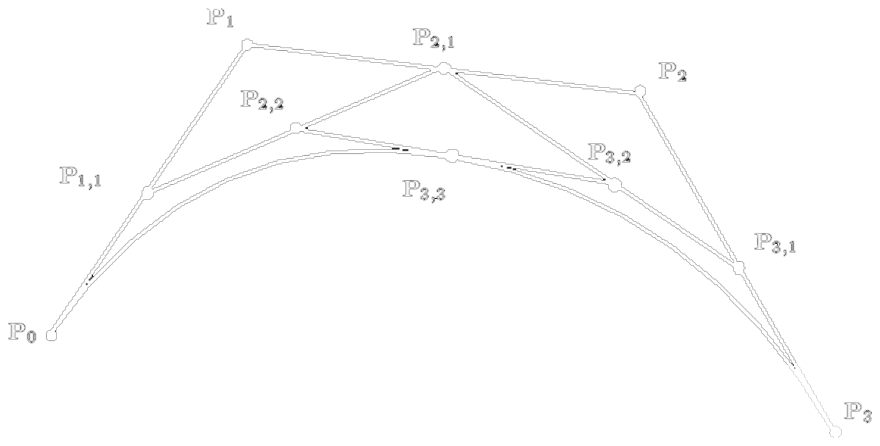 P₁
P₂,₁
P₂
P₂,₂
P₃,₂
P₁,₁
P₃,₃
P₃,₁
P₀
P₃